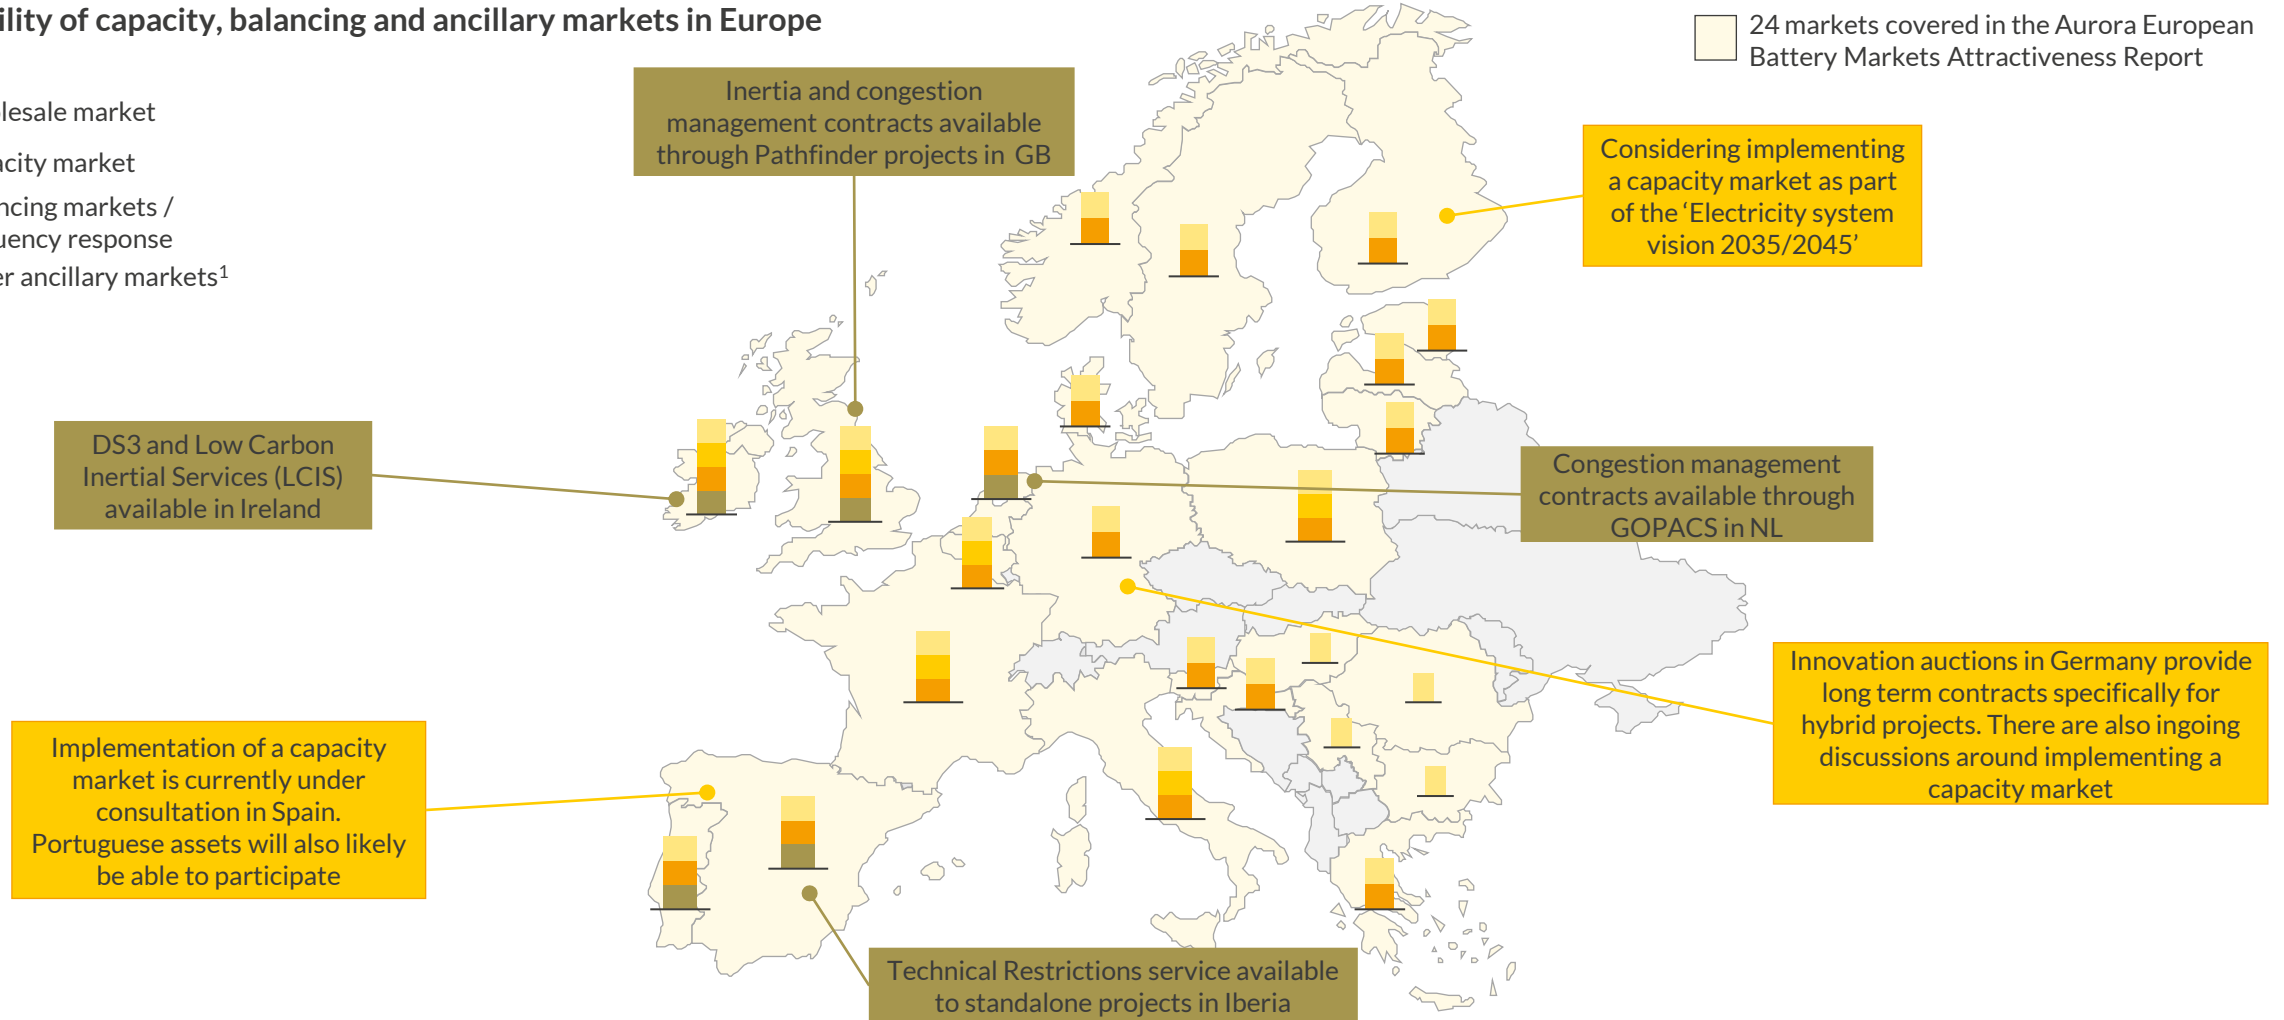 ility of capacity, balancing and ancillary markets in Europe
24 markets covered in the Aurora European
Battery Markets Attractiveness Report
lesale market
acity market
ncing markets /
uency response
er ancillary markets¹
Inertia and congestion
management contracts available
through Pathfinder projects in GB
Considering implementing
a capacity market as part
of the ‘Electricity system
vision 2035/2045’
DS3 and Low Carbon
Inertial Services (LCIS)
available in Ireland
Congestion management
contracts available through
GOPACS in NL
Innovation auctions in Germany provide
long term contracts specifically for
hybrid projects. There are also ingoing
discussions around implementing a
capacity market
Implementation of a capacity
market is currently under
consultation in Spain.
Portuguese assets will also likely
be able to participate
Technical Restrictions service available
to standalone projects in Iberia